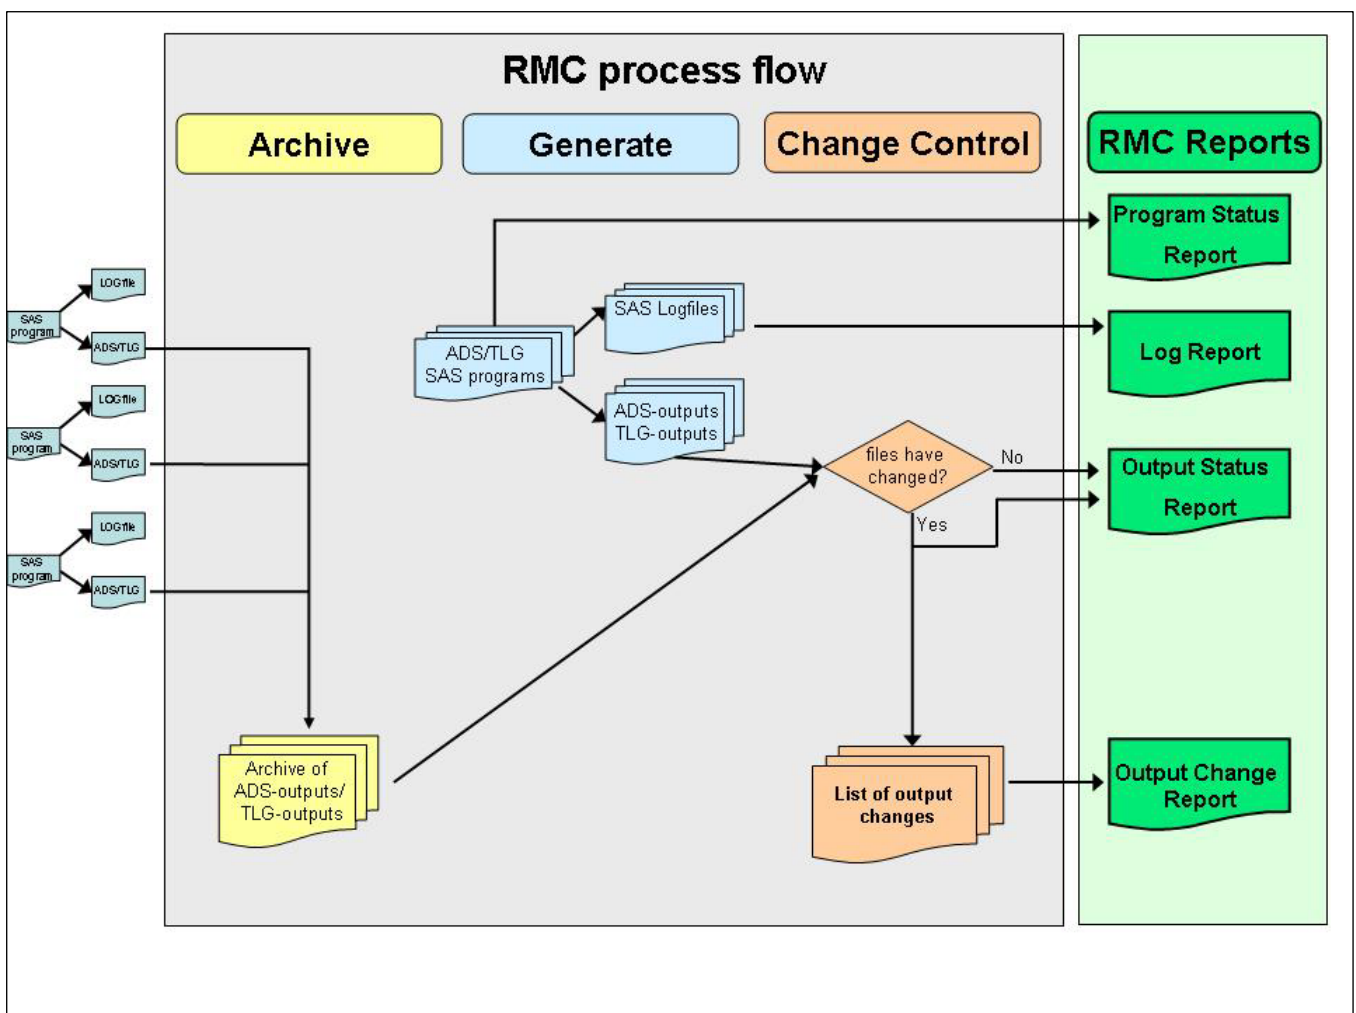 RMC process flow
Archive
Generate
Change Control
RMC Reports
Program Status
Report
LOGfile
SAS
program
ADS/TLG
SAS Logfiles
ADS/TLG
SAS programs
Log Report
LOGfile
SAS
program
ADS/TLG
ADS-outputs
TLG-outputs
files have
changed?
No
Yes
Output Status
Report
LOGfile
SAS
program
ADS/TLG
Archive of
ADS-outputs/
TLG-outputs
List of output
changes
Output Change
Report